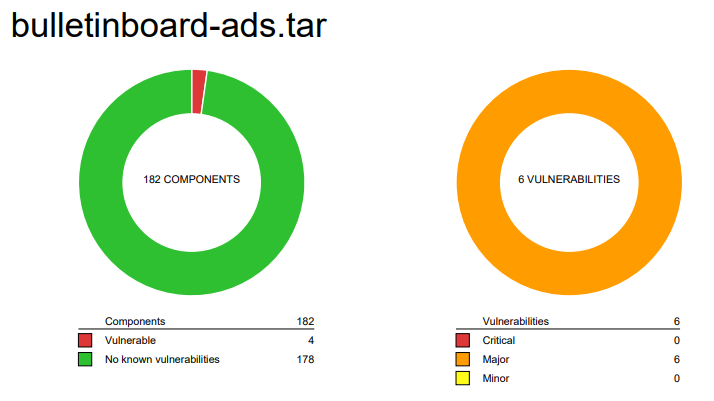 bulletinboard-ads.tar
182 COMPONENTS
6 VULNERABILITIES
Components 182
Vulnerable 4
No known vulnerabilities 178
Vulnerabilities 6
Critical 0
Major 6
Minor 0